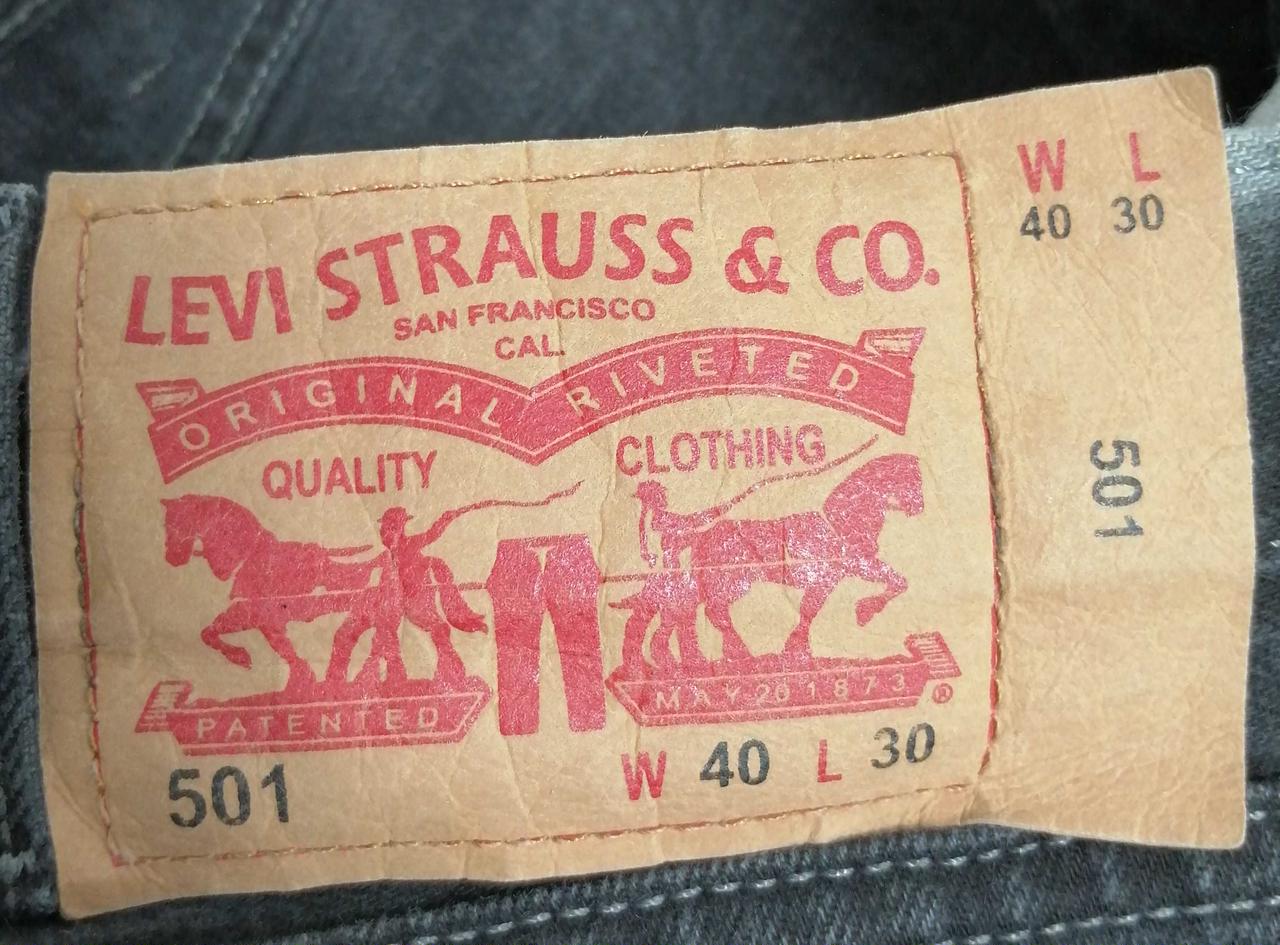 LEVI STRAUSS & CO.
SAN FRANCISCO
CAL.
ORIGINAL RIVETED
QUALITY CLOTHING
PATENTED
MAY 20 1873 ®
501 W 40 L 30
W L
40 30
501